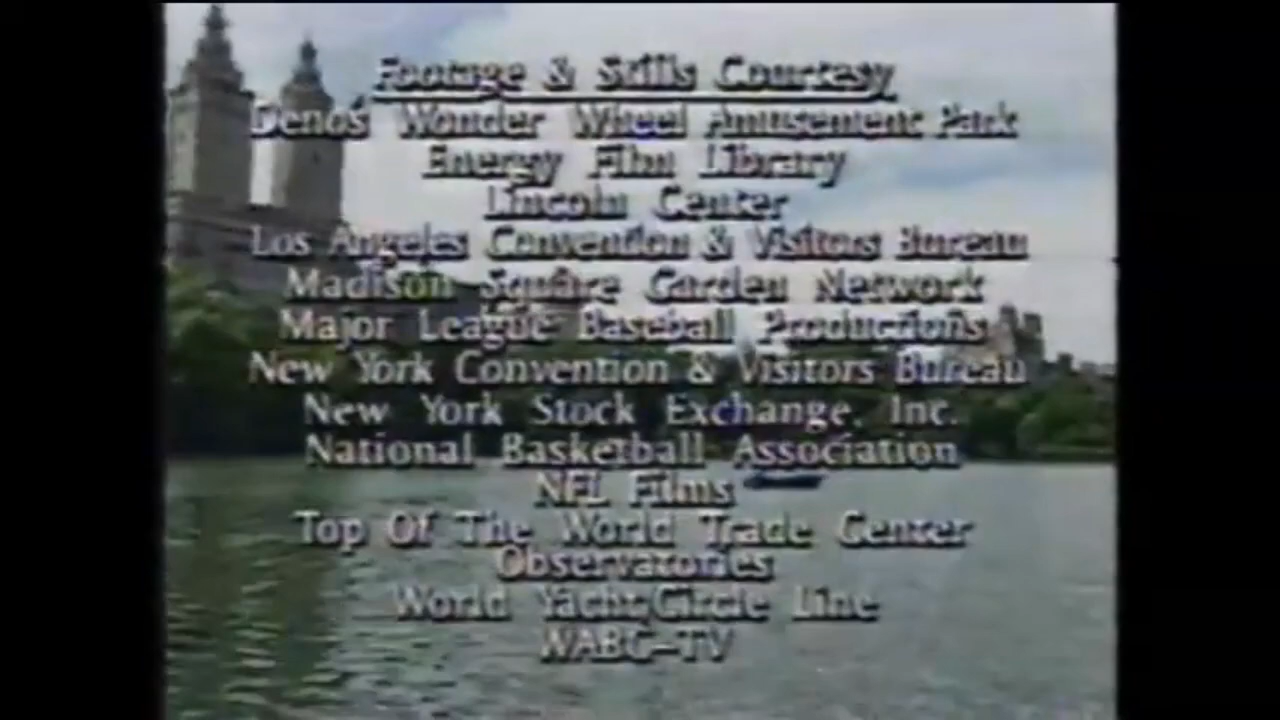 Footage & Stills Courtesy
Deno's Wonder Wheel Amusement Park
Energy Film Library
Lincoln Center
Los Angeles Convention & Visitors Bureau
Madison Square Garden Network
Major League Baseball Productions
New York Convention & Visitors Bureau
New York Stock Exchange, Inc.
National Basketball Association
NFL Films
Top Of The World Trade Center
Observatories
World Yacht/Circle Line
WABC-TV